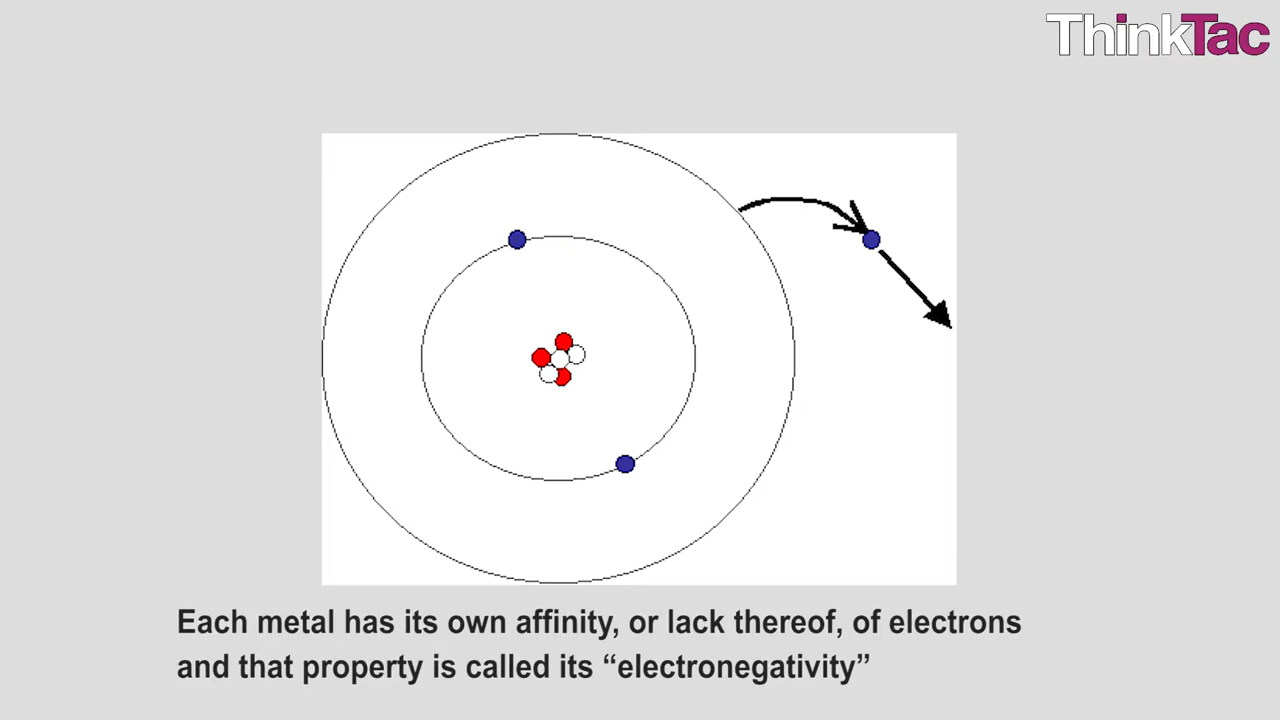 ThinkTac
Each metal has its own affinity, or lack thereof, of electrons
and that property is called its “electronegativity”